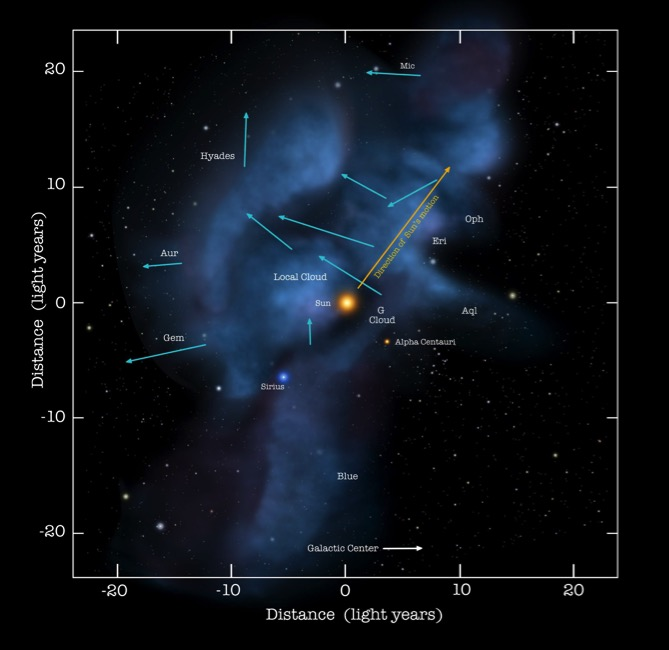 20
Mic
Hyades
10
Direction of Sun's motion
Oph
Eri
Aur
Local Cloud
Sun
0
G
Cloud
Aql
Gem
Alpha Centauri
Sirius
-10
Blue
-20
Galactic Center
Distance (light years)
-20
-10
0
10
20
Distance (light years)